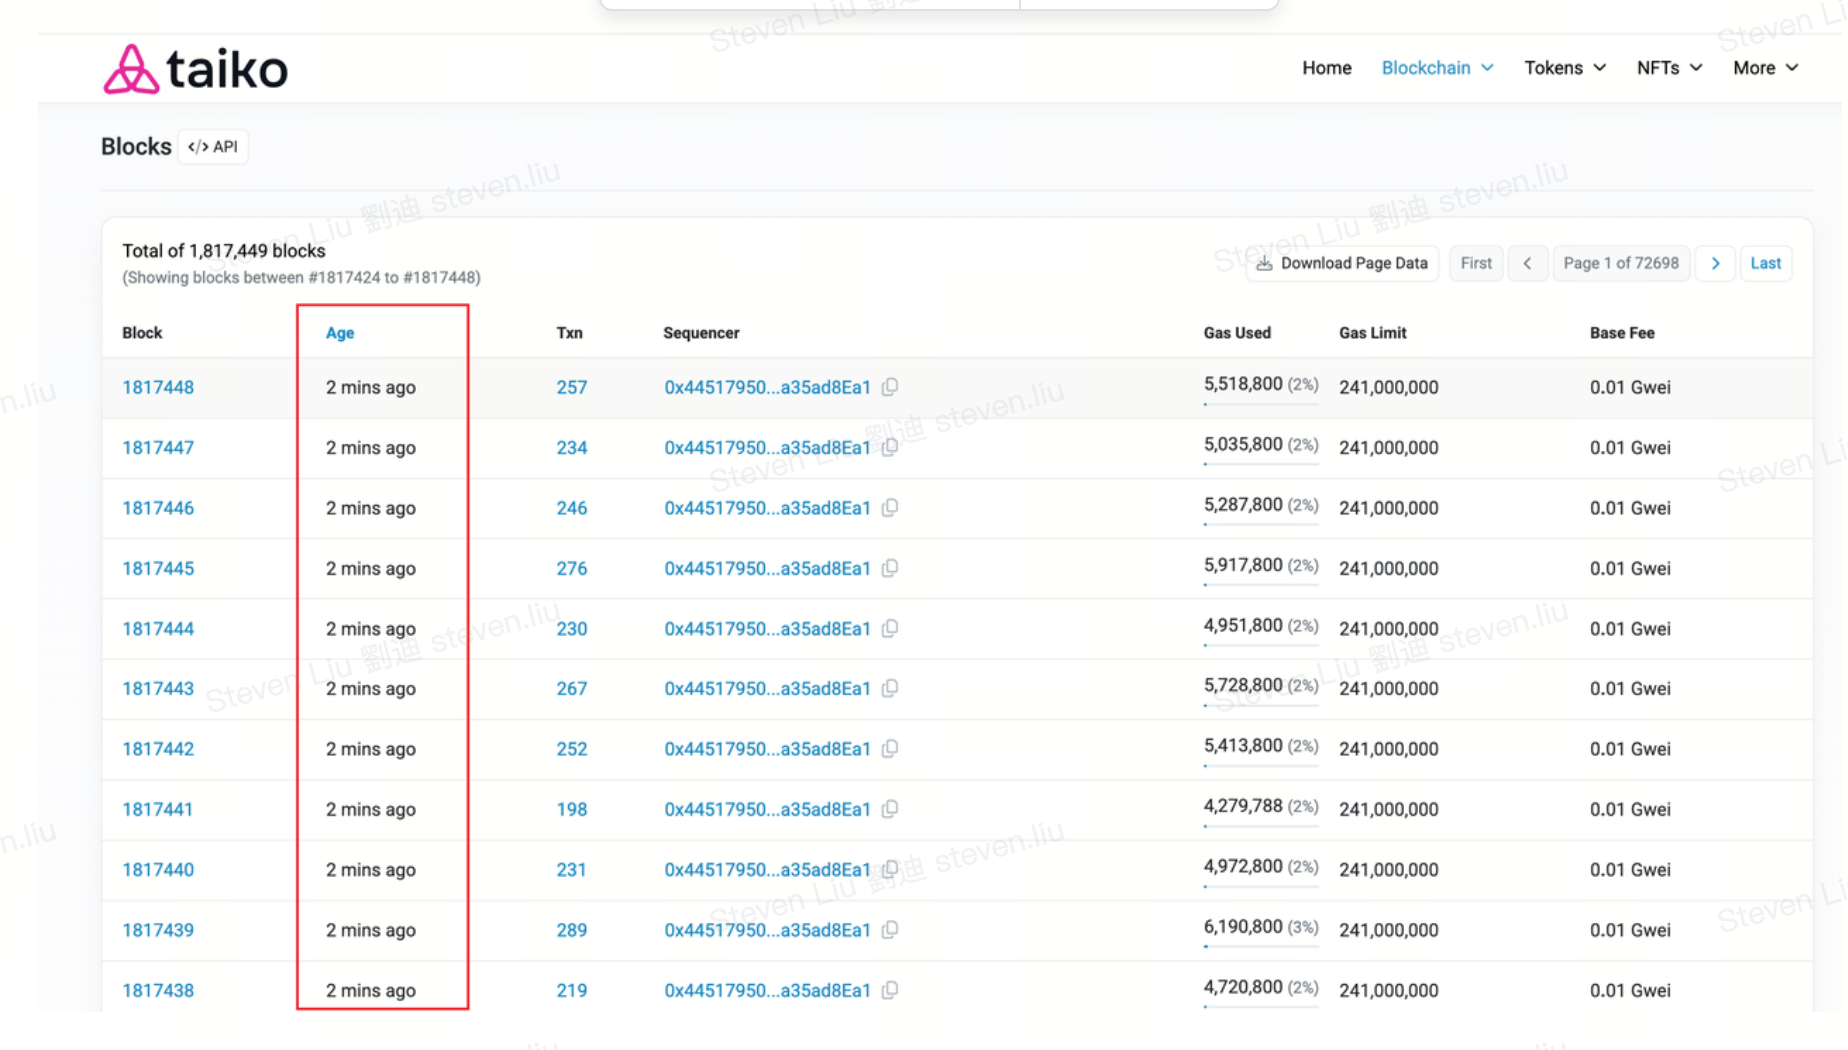 taiko
Home Blockchain Tokens NFTs More
Blocks </> API
Total of 1,817,449 blocks
(Showing blocks between #1817424 to #1817448)
Download Page Data First < Page 1 of 72698 > Last
Block Age Txn Sequencer Gas Used Gas Limit Base Fee
1817448 2 mins ago 257 0x44517950...a35ad8Ea1 5,518,800 (2%) 241,000,000 0.01 Gwei
1817447 2 mins ago 234 0x44517950...a35ad8Ea1 5,035,800 (2%) 241,000,000 0.01 Gwei
1817446 2 mins ago 246 0x44517950...a35ad8Ea1 5,287,800 (2%) 241,000,000 0.01 Gwei
1817445 2 mins ago 276 0x44517950...a35ad8Ea1 5,917,800 (2%) 241,000,000 0.01 Gwei
1817444 2 mins ago 230 0x44517950...a35ad8Ea1 4,951,800 (2%) 241,000,000 0.01 Gwei
1817443 2 mins ago 267 0x44517950...a35ad8Ea1 5,728,800 (2%) 241,000,000 0.01 Gwei
1817442 2 mins ago 252 0x44517950...a35ad8Ea1 5,413,800 (2%) 241,000,000 0.01 Gwei
1817441 2 mins ago 198 0x44517950...a35ad8Ea1 4,279,788 (2%) 241,000,000 0.01 Gwei
1817440 2 mins ago 231 0x44517950...a35ad8Ea1 4,972,800 (2%) 241,000,000 0.01 Gwei
1817439 2 mins ago 289 0x44517950...a35ad8Ea1 6,190,800 (3%) 241,000,000 0.01 Gwei
1817438 2 mins ago 219 0x44517950...a35ad8Ea1 4,720,800 (2%) 241,000,000 0.01 Gwei
Steven Liu 劉迪 steven.liu